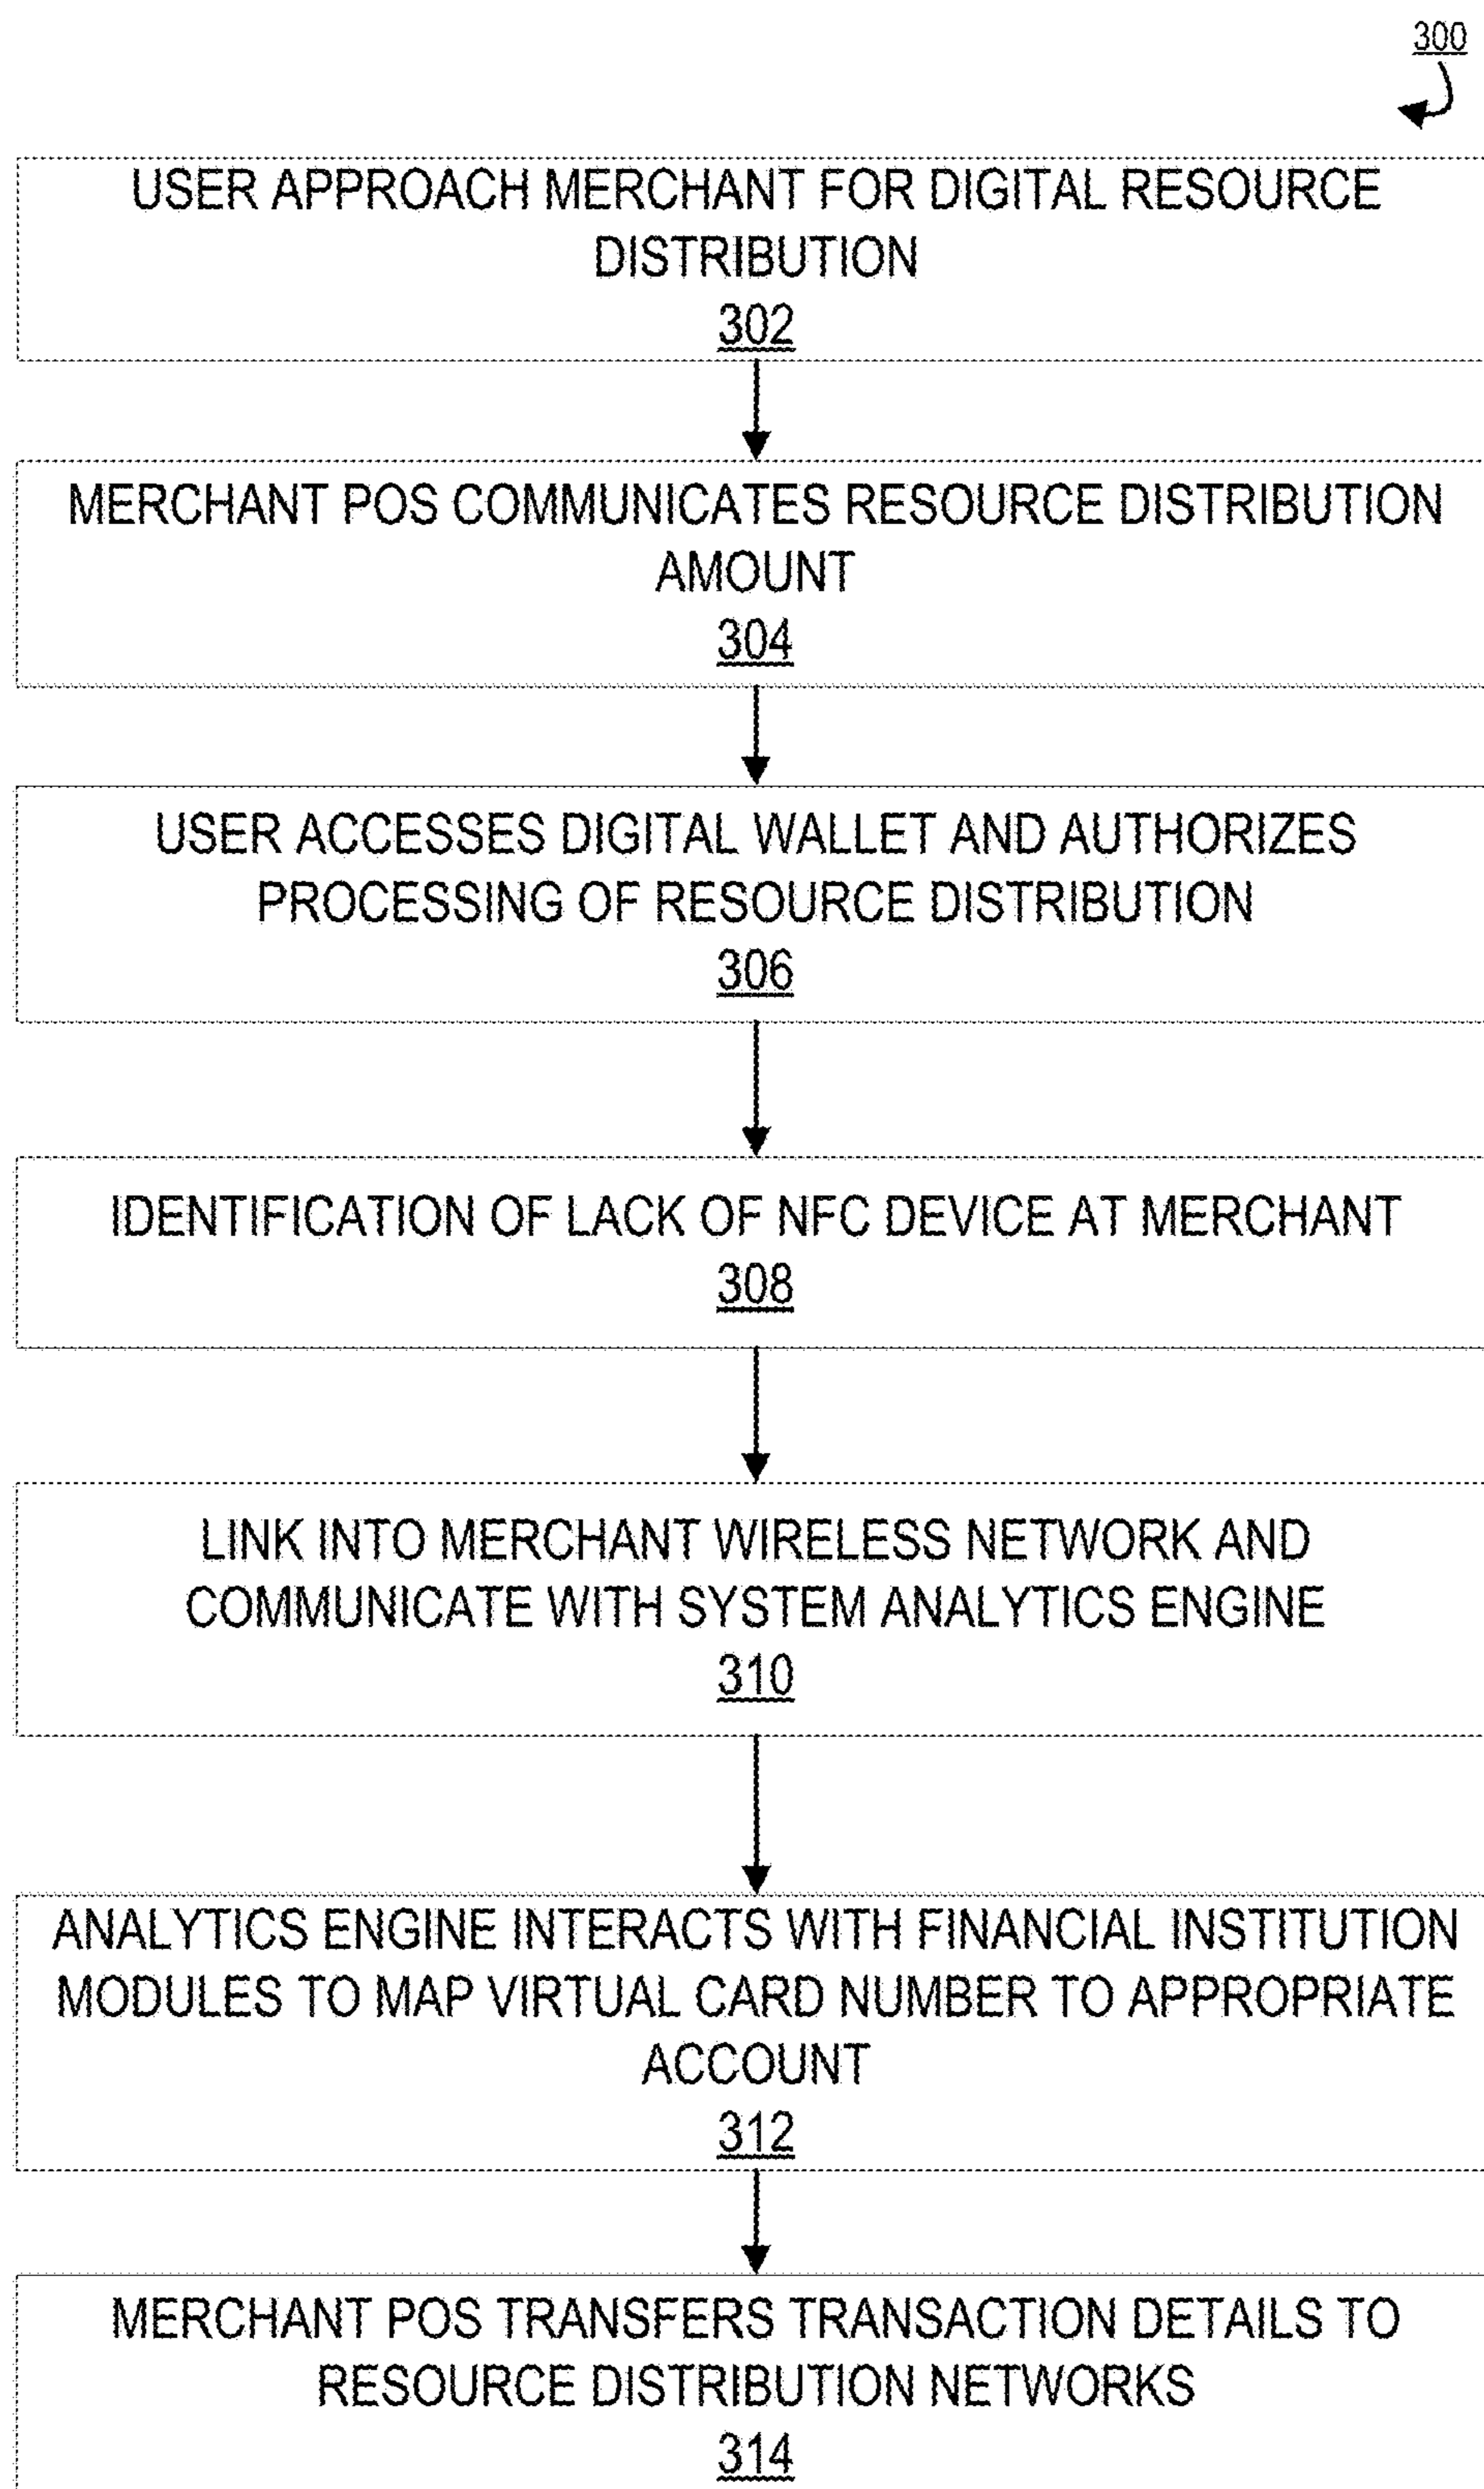 300
USER APPROACH MERCHANT FOR DIGITAL RESOURCE
DISTRIBUTION
302
MERCHANT POS COMMUNICATES RESOURCE DISTRIBUTION
AMOUNT
304
USER ACCESSES DIGITAL WALLET AND AUTHORIZES
PROCESSING OF RESOURCE DISTRIBUTION
306
IDENTIFICATION OF LACK OF NFC DEVICE AT MERCHANT
308
LINK INTO MERCHANT WIRELESS NETWORK AND
COMMUNICATE WITH SYSTEM ANALYTICS ENGINE
310
ANALYTICS ENGINE INTERACTS WITH FINANCIAL INSTITUTION
MODULES TO MAP VIRTUAL CARD NUMBER TO APPROPRIATE
ACCOUNT
312
MERCHANT POS TRANSFERS TRANSACTION DETAILS TO
RESOURCE DISTRIBUTION NETWORKS
314